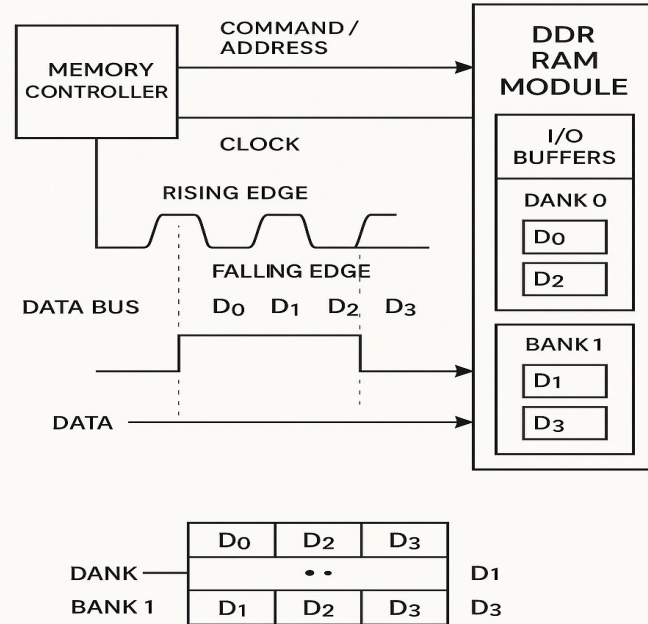 COMMAND /
ADDRESS
MEMORY
CONTROLLER
CLOCK
DDR
RAM
MODULE
I/O
BUFFERS
DANK 0
D0
D2
BANK 1
D1
D3
RISING EDGE
FALLING EDGE
DATA BUS D0 D1 D2 D3
DATA
D0 D2 D3
DANK •• D1
BANK 1 D1 D2 D3 D3